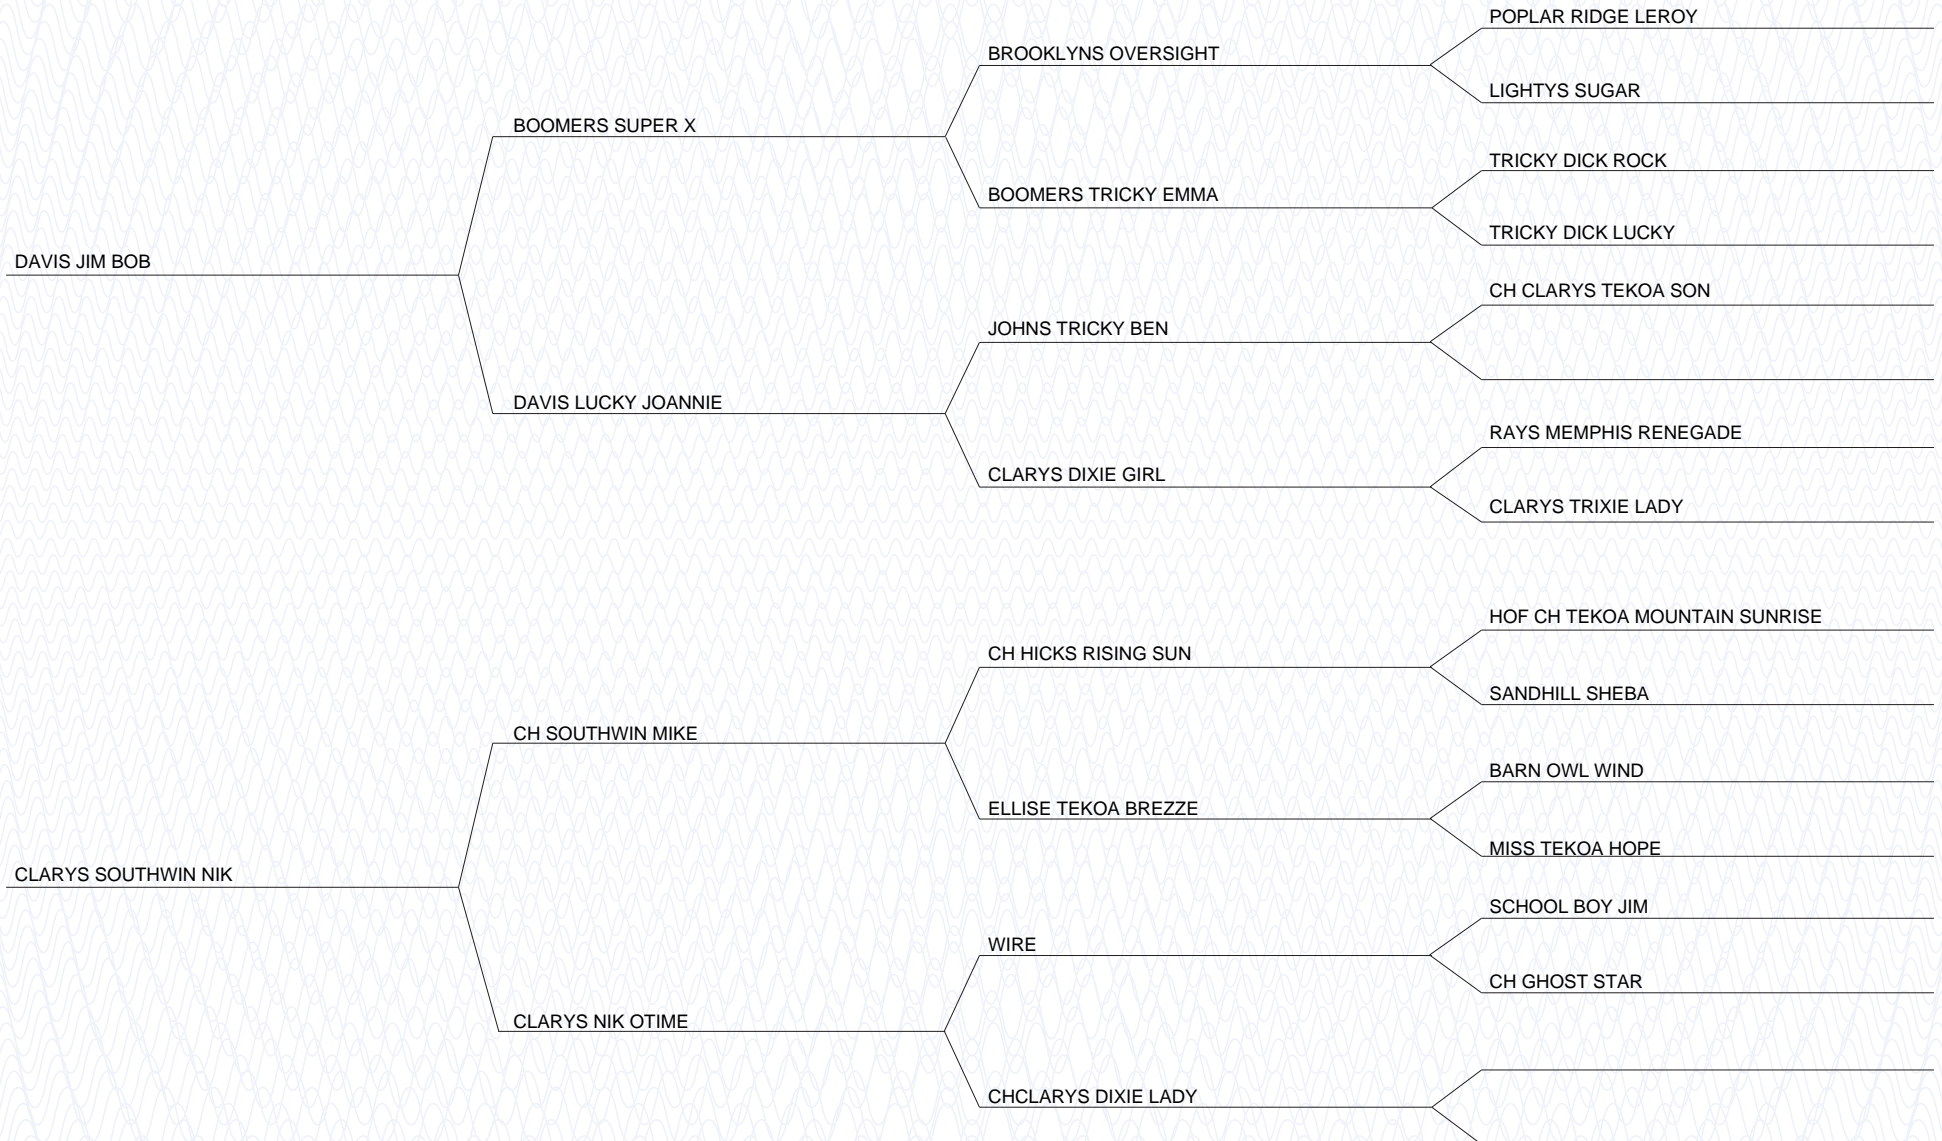 POPLAR RIDGE LEROY
BROOKLYNS OVERSIGHT
LIGHTYS SUGAR
BOOMERS SUPER X
TRICKY DICK ROCK
BOOMERS TRICKY EMMA
TRICKY DICK LUCKY
DAVIS JIM BOB
CH CLARYS TEKOA SON
JOHNS TRICKY BEN
DAVIS LUCKY JOANNIE
RAYS MEMPHIS RENEGADE
CLARYS DIXIE GIRL
CLARYS TRIXIE LADY
HOF CH TEKOA MOUNTAIN SUNRISE
CH HICKS RISING SUN
SANDHILL SHEBA
CH SOUTHWIN MIKE
BARN OWL WIND
ELLISE TEKOA BREZZE
MISS TEKOA HOPE
CLARYS SOUTHWIN NIK
SCHOOL BOY JIM
WIRE
CH GHOST STAR
CLARYS NIK OTIME
CHCLARYS DIXIE LADY